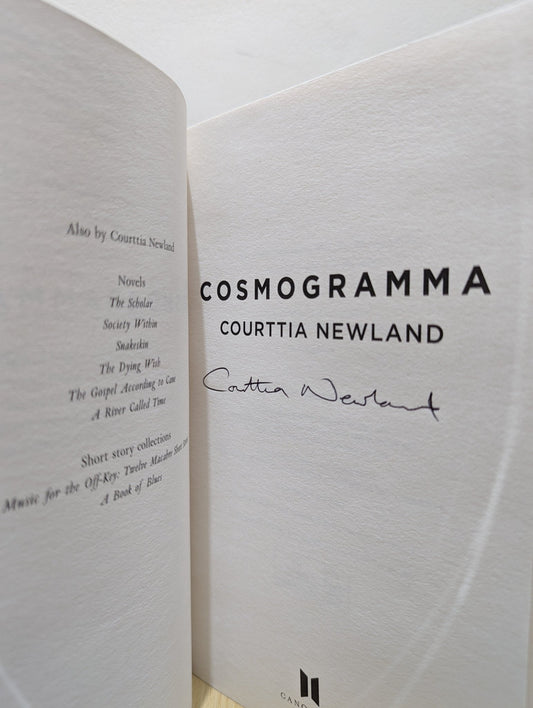 Also by Courttia Newland
Novels
The Scholar
Society Within
Snakeskin
The Dying Wish
The Gospel According to Cane
A River Called Time
Short story collections
Music for the Off-Key: Twelve Macabre Short
A Book of Blues
COSMOGRAMMA
COURTTIA NEWLAND
Courttia Newland